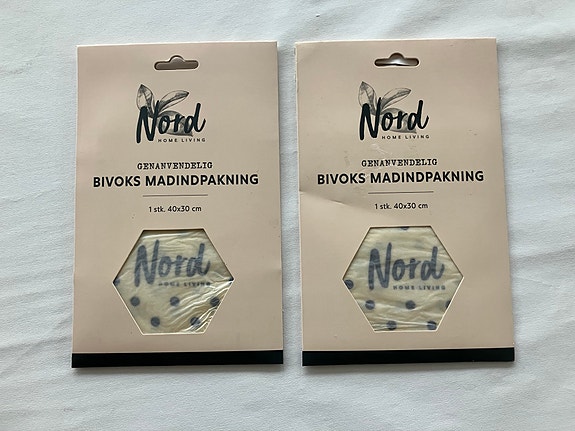 Nord
HOME LIVING
GENANVENDELIG
BIVOKS MADINDPAKNING
1 stk. 40x30 cm
Nord
HOME LIVING
Nord
HOME LIVING
GENANVENDELIG
BIVOKS MADINDPAKNING
1 stk. 40x30 cm
Nord
HOME LIVING